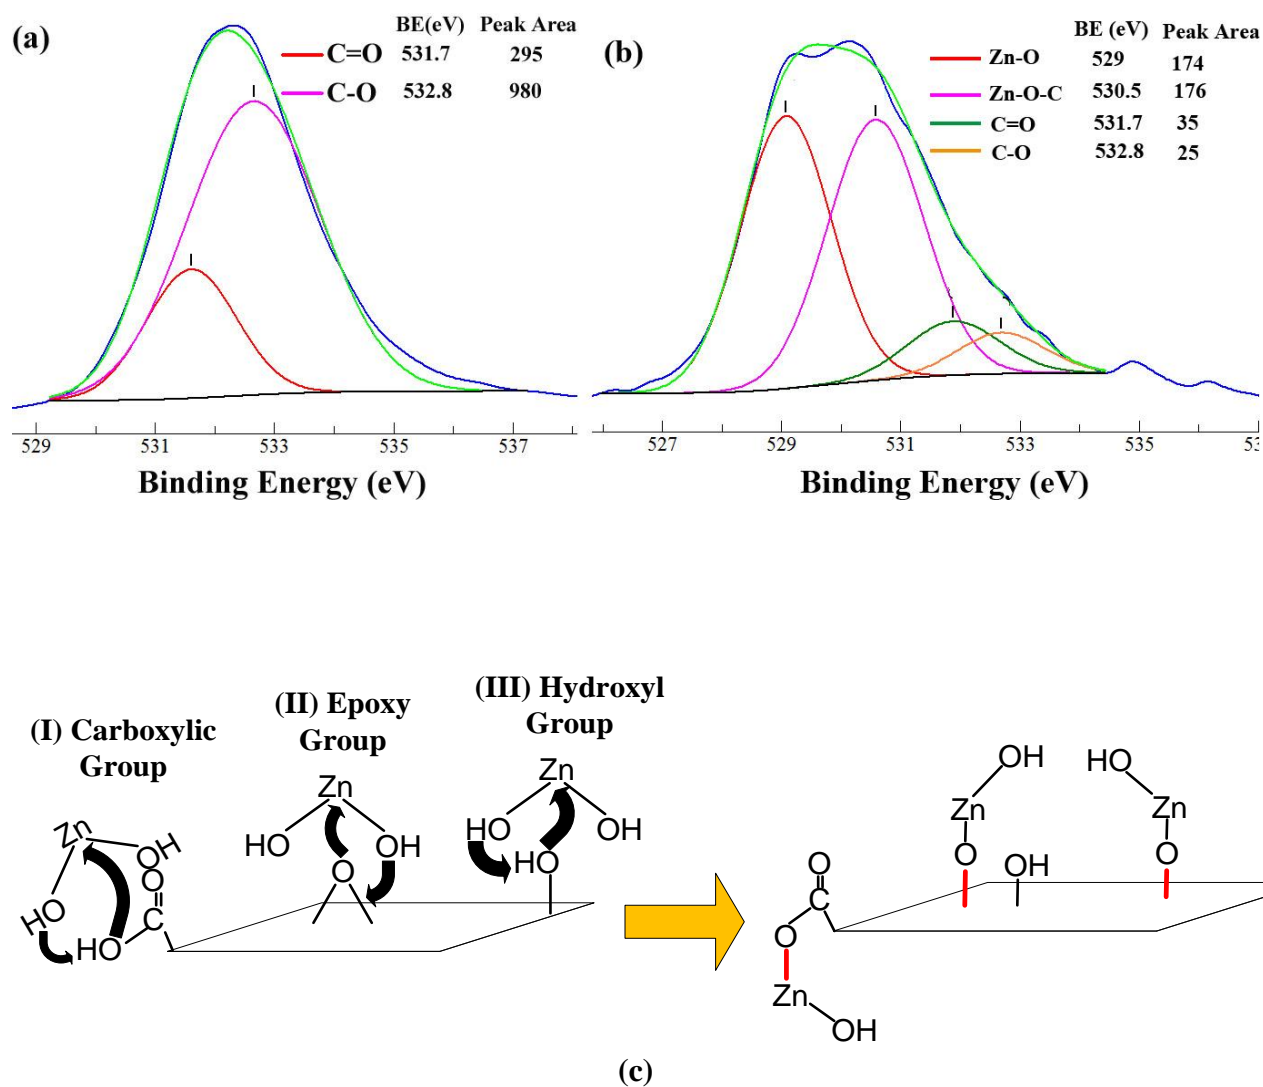 (a)
BE(eV) Peak Area
C=O 531.7 295
C-O 532.8 980
529 531 533 535 537
Binding Energy (eV)
(b)
BE (eV) Peak Area
Zn-O 529 174
Zn-O-C 530.5 176
C=O 531.7 35
C-O 532.8 25
527 529 531 533 535 53
Binding Energy (eV)
(I) Carboxylic
Group
Zn
OH
HO
O
C
HO
(II) Epoxy
Group
Zn
HO
OH
O
(III) Hydroxyl
Group
Zn
HO
OH
HO
O
C
O
Zn
OH
OH
Zn
O
OH
HO
Zn
O
(c)